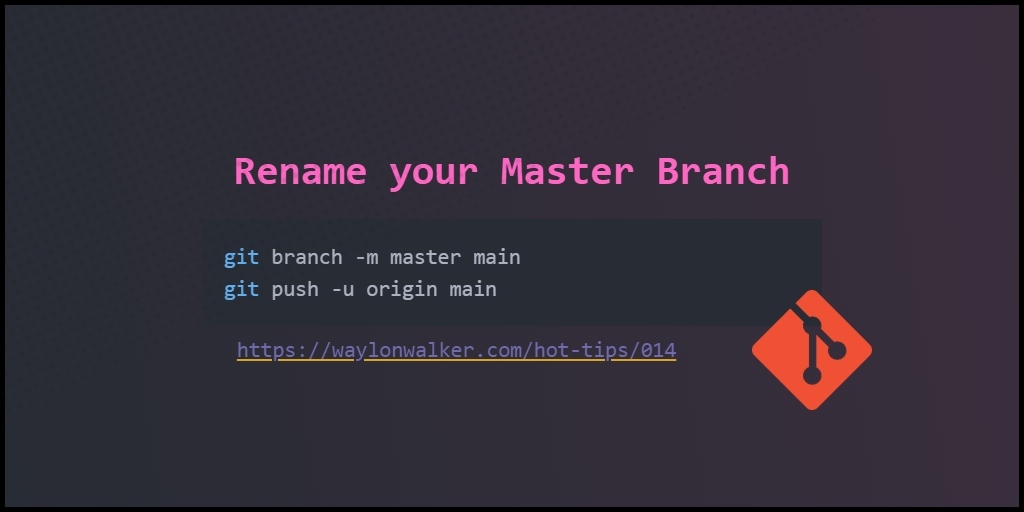 Rename your Master Branch
git branch -m master main
git push -u origin main
https://waylonwalker.com/hot-tips/014